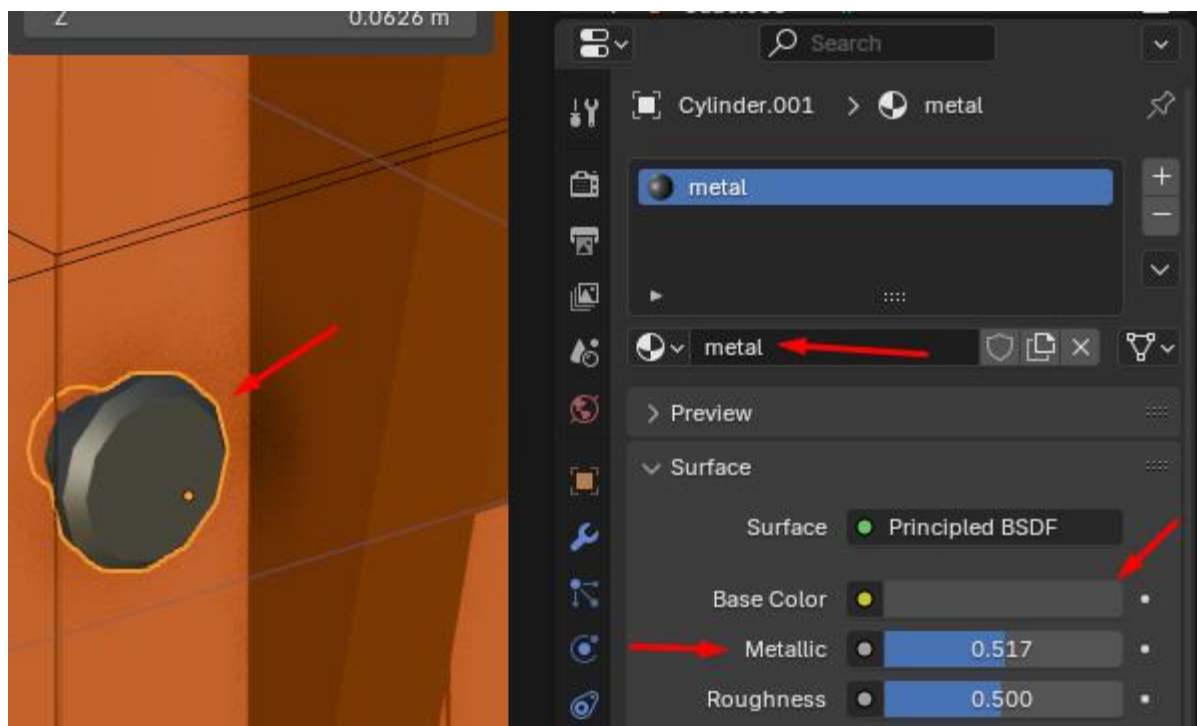 Z 0.0626 m
Search
Cylinder.001 > metal
metal
metal
Preview
Surface
Surface Principled BSDF
Base Color
Metallic 0.517
Roughness 0.500